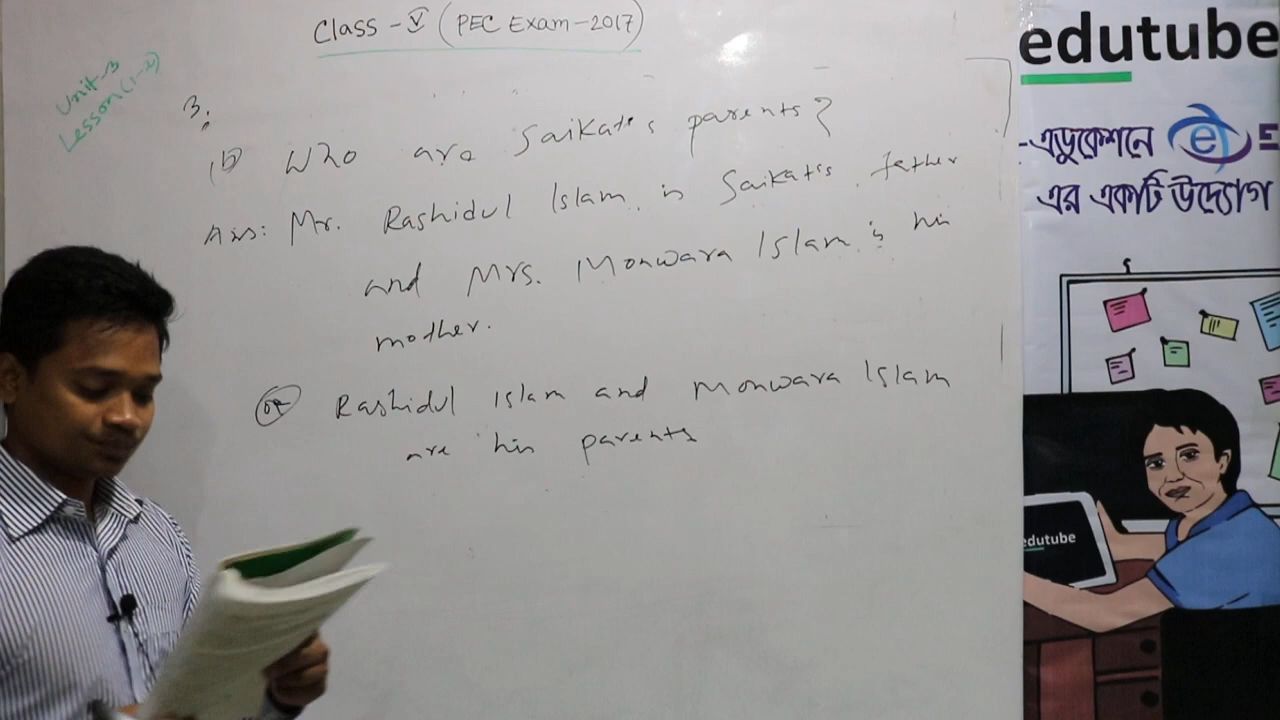 Class - V (PEC Exam-2017)
Unit-3
Lesson (1-2)
3.
1) Who are Saikat's parents?
Ans: Mr. Rashidul Islam is Saikat's father
and Mrs. Monwara Islam is his
mother.
OR Rashidul Islam and Monwara Islam
are his parents
edutube
-এডুকেশনে e E
এর একটি উদ্যোগ
edutube